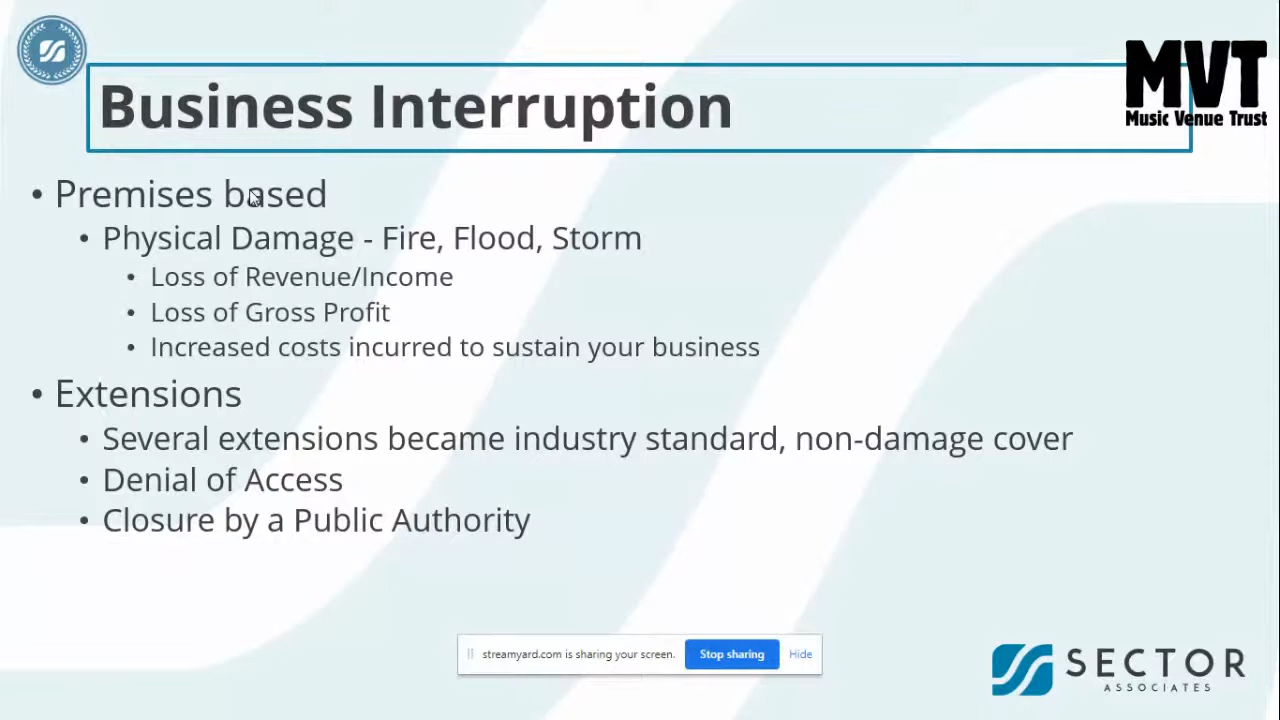 Business Interruption
MVT
Music Venue Trust
• Premises based
• Physical Damage - Fire, Flood, Storm
• Loss of Revenue/Income
• Loss of Gross Profit
• Increased costs incurred to sustain your business
• Extensions
• Several extensions became industry standard, non-damage cover
• Denial of Access
• Closure by a Public Authority
streamyard.com is sharing your screen. Stop sharing Hide
SECTOR
ASSOCIATES